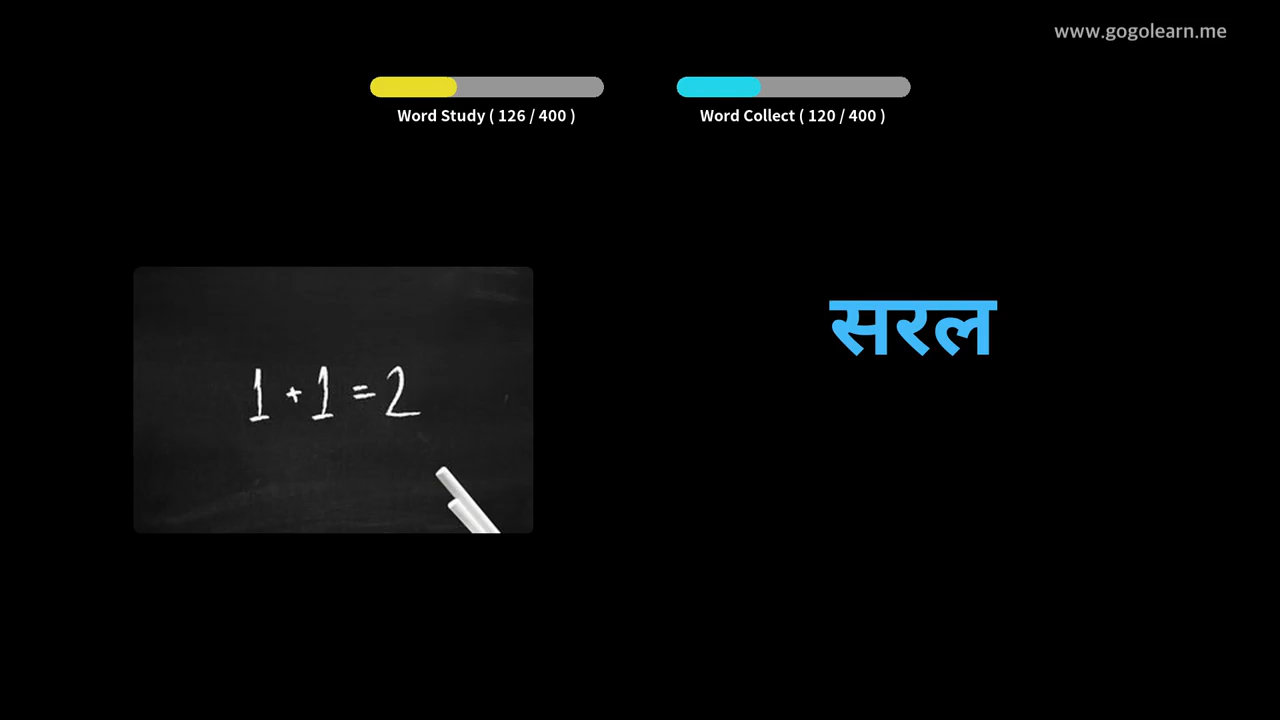 www.gogolearn.me
Word Study ( 126 / 400 )
Word Collect ( 120 / 400 )
1 + 1 = 2
सरल